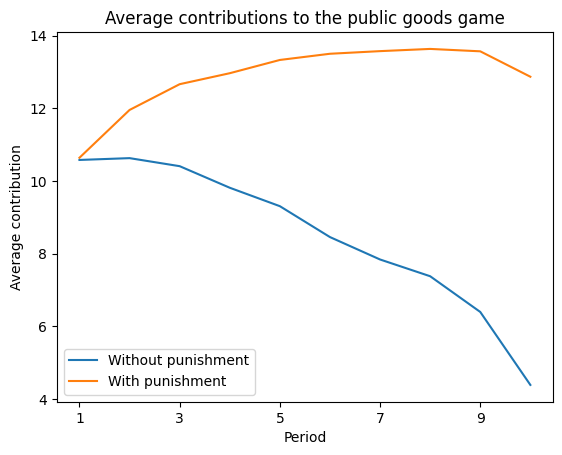 Average contributions to the public goods game
14
12
10
8
6
4
Average contribution
Without punishment
With punishment
1 3 5 7 9
Period